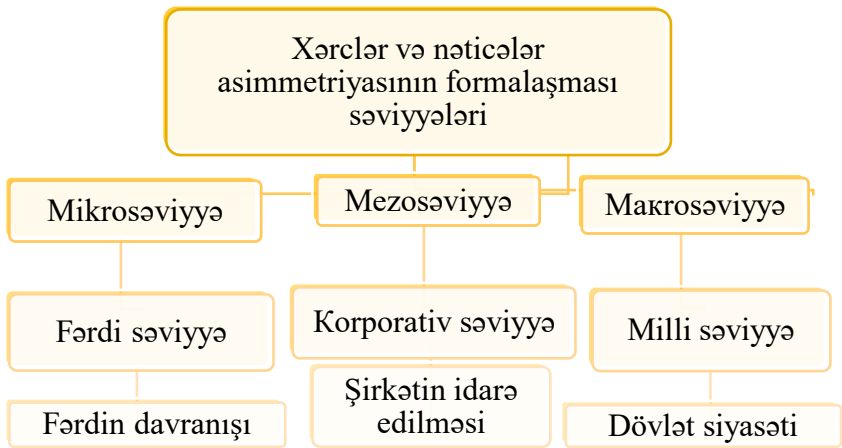 Xərclər və nəticələr
asimmetriyasının formalaşması
səviyyələri
Mikrosəviyyə
Mezosəviyyə
Maкrosəviyyə
Fərdi səviyyə
Korporativ səviyyə
Milli səviyyə
Fərdin davranışı
Şirkətin idarə
edilməsi
Dövlət siyasəti